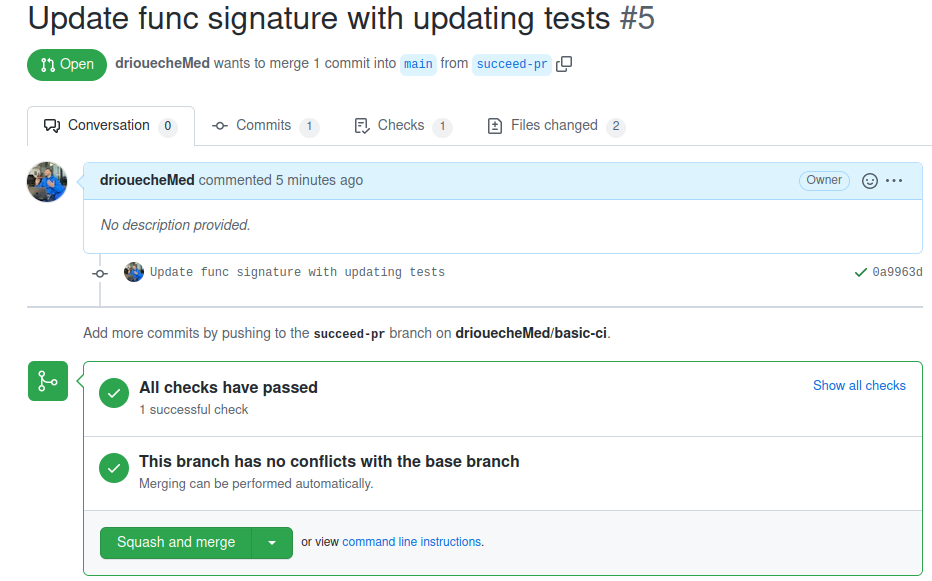 Update func signature with updating tests #5
Open driouecheMed wants to merge 1 commit into main from succeed-pr
Conversation 0 Commits 1 Checks 1 Files changed 2
driouecheMed commented 5 minutes ago Owner
No description provided.
Update func signature with updating tests 0a9963d
Add more commits by pushing to the succeed-pr branch on driouecheMed/basic-ci.
All checks have passed Show all checks
1 successful check
This branch has no conflicts with the base branch
Merging can be performed automatically.
Squash and merge or view command line instructions.